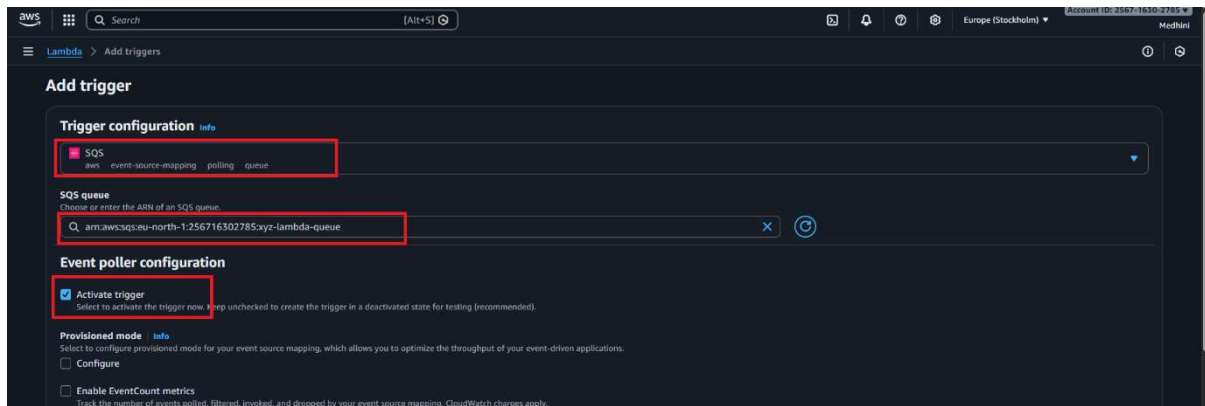 aws
Search [Alt+S]
Europe (Stockholm)
Account ID: 2567-1630-2785
Medhini
Lambda > Add triggers
Add trigger
Trigger configuration Info
SQS
aws event-source-mapping polling queue
SQS queue
Choose or enter the ARN of an SQS queue.
arn:aws:sqs:eu-north-1:256716302785:xyz-lambda-queue
Event poller configuration
Activate trigger
Select to activate the trigger now. Keep unchecked to create the trigger in a deactivated state for testing (recommended).
Provisioned mode Info
Select to configure provisioned mode for your event source mapping, which allows you to optimize the throughput of your event-driven applications.
Configure
Enable EventCount metrics
Track the number of events polled, filtered, invoked, and dropped by your event source mapping. CloudWatch charges apply.